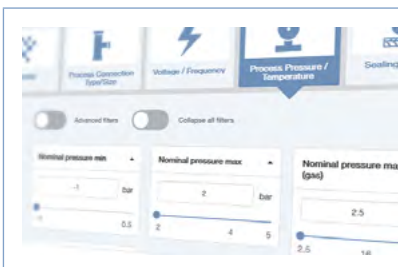 Process Connection
Type/Size
Voltage / Frequency
Process Pressure /
Temperature
Sealing
Advanced filters
Collapse all filters
Nominal pressure min
Nominal pressure max
Nominal pressure ma
(gas)
-1
bar
2
bar
2.5
0.5
2
4
5
2.5
16